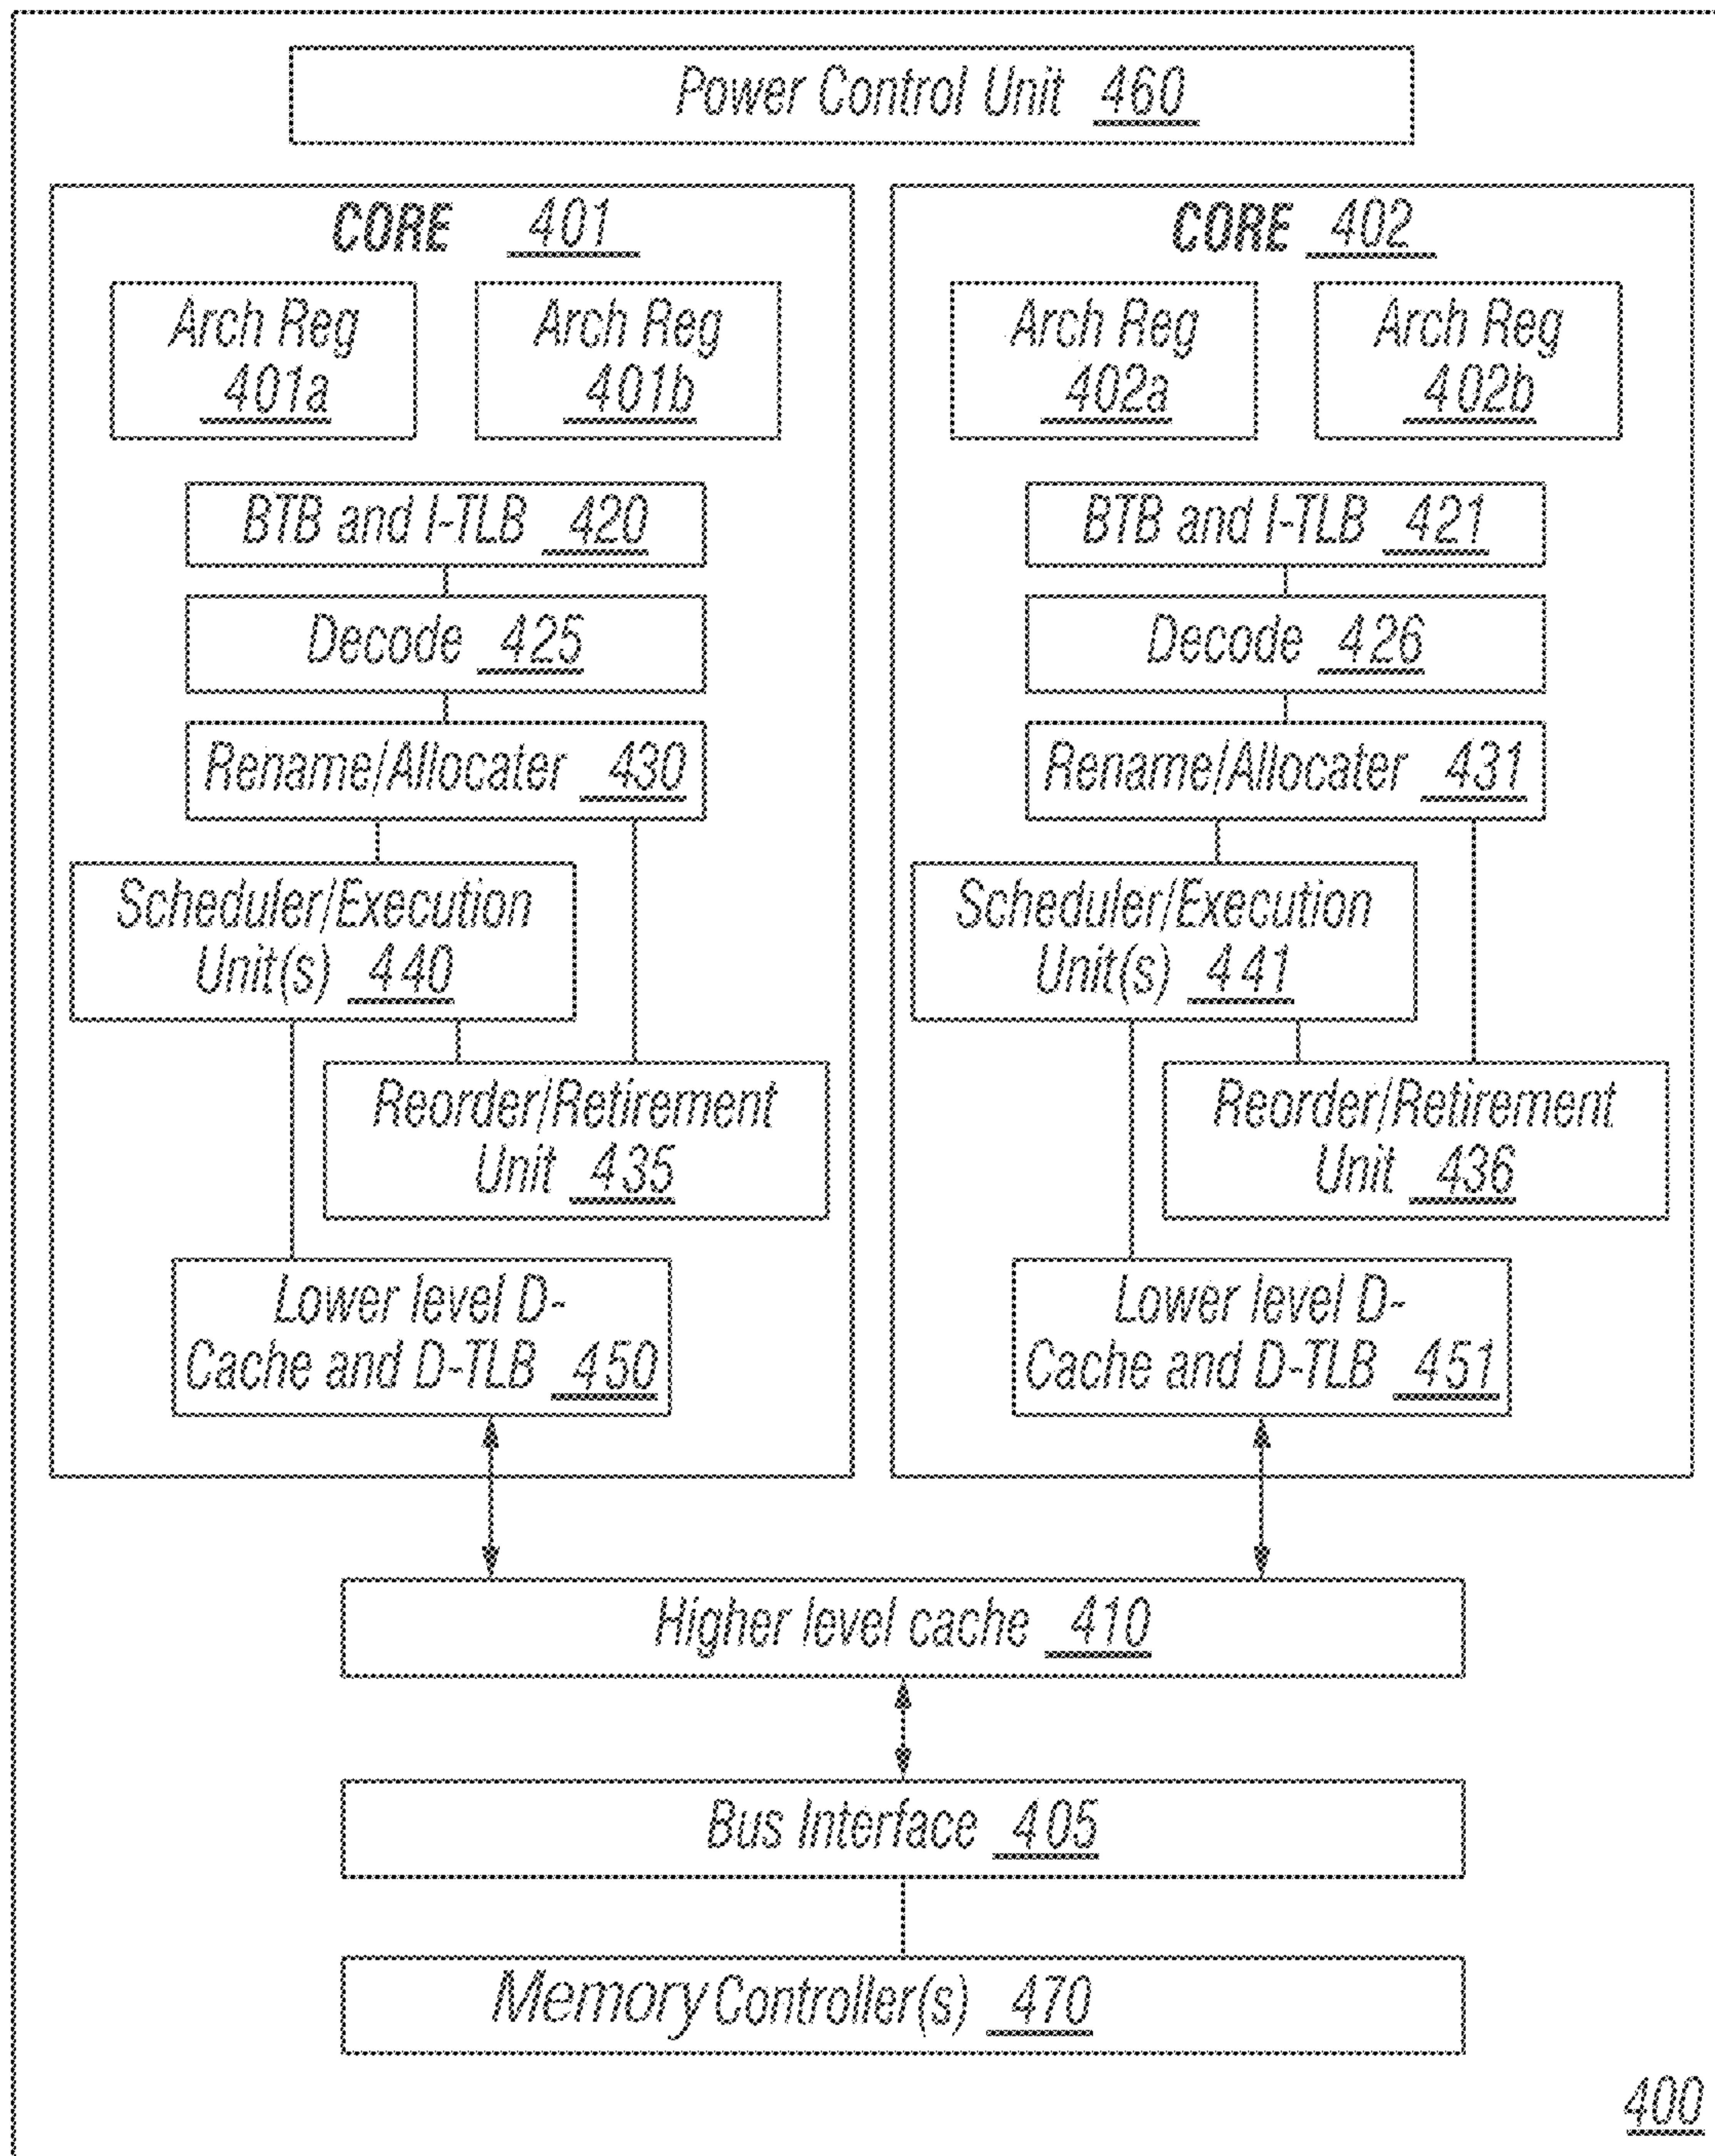 Power Control Unit 460
CORE 401
Arch Reg
401a
Arch Reg
401b
BTB and I-TLB 420
Decode 425
Rename/Allocater 430
Scheduler/Execution
Unit(s) 440
Reorder/Retirement
Unit 435
Lower level D-
Cache and D-TLB 450
CORE 402
Arch Reg
402a
Arch Reg
402b
BTB and I-TLB 421
Decode 426
Rename/Allocater 431
Scheduler/Execution
Unit(s) 441
Reorder/Retirement
Unit 436
Lower level D-
Cache and D-TLB 451
Higher level cache 410
Bus Interface 405
Memory Controller(s) 470
400